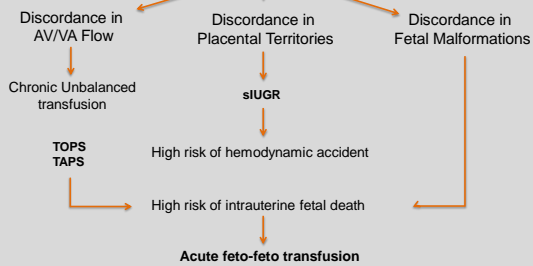 Discordance in
AV/VA Flow
Discordance in
Placental Territories
Discordance in
Fetal Malformations
Chronic Unbalanced
transfusion
sIUGR
TOPS
TAPS
High risk of hemodynamic accident
High risk of intrauterine fetal death
Acute feto-feto transfusion